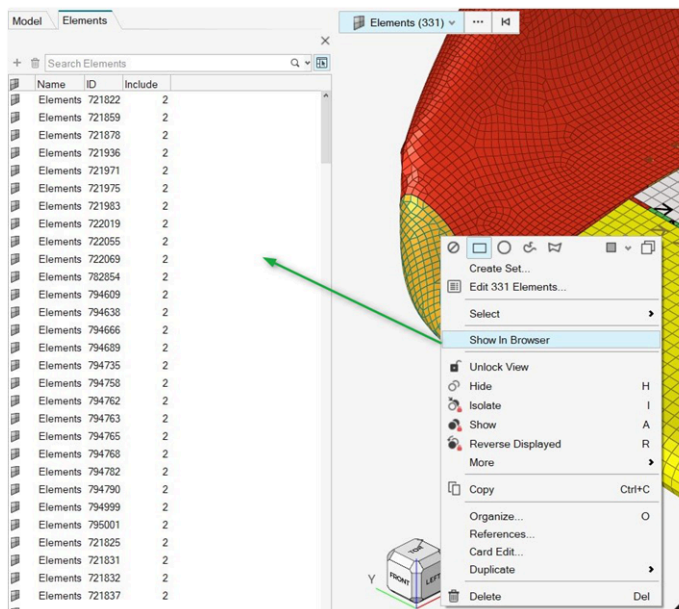 Model
Elements
Search Elements
Name ID Include
Elements 721822 2
Elements 721859 2
Elements 721878 2
Elements 721936 2
Elements 721971 2
Elements 721975 2
Elements 721983 2
Elements 722019 2
Elements 722055 2
Elements 722069 2
Elements 782854 2
Elements 794609 2
Elements 794638 2
Elements 794666 2
Elements 794689 2
Elements 794735 2
Elements 794758 2
Elements 794762 2
Elements 794763 2
Elements 794765 2
Elements 794768 2
Elements 794782 2
Elements 794790 2
Elements 794999 2
Elements 795001 2
Elements 721825 2
Elements 721831 2
Elements 721832 2
Elements 721837 2
Elements (331)
Create Set...
Edit 331 Elements...
Select
Show In Browser
Unlock View
Hide H
Isolate I
Show A
Reverse Displayed R
More
Copy Ctrl+C
Organize... O
References...
Card Edit...
Duplicate
Delete Del
TOP
FRONT LEFT
Y